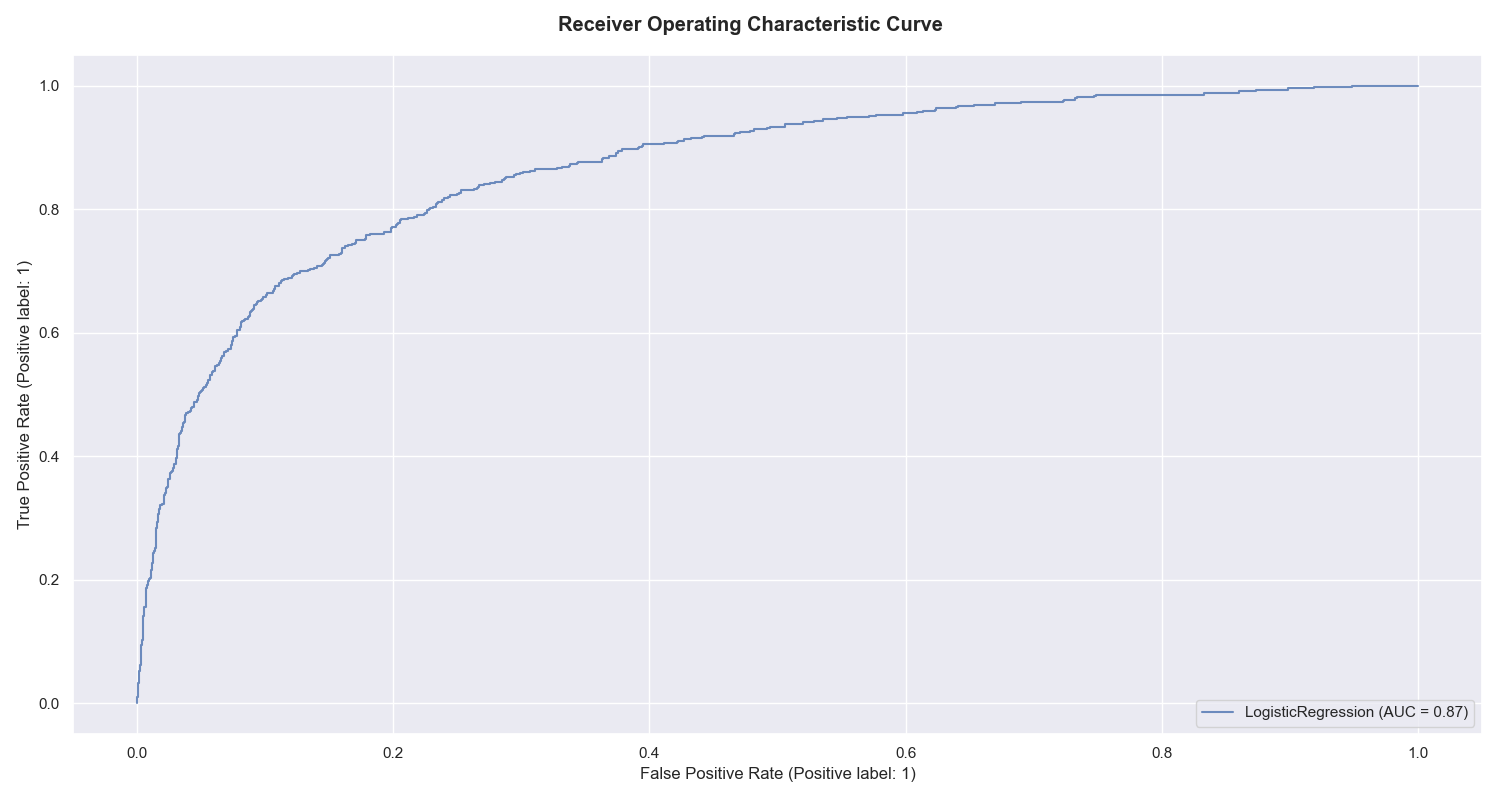 Receiver Operating Characteristic Curve
1.0
0.8
0.6
0.4
0.2
0.0
True Positive Rate (Positive label: 1)
LogisticRegression (AUC = 0.87)
0.0 0.2 0.4 0.6 0.8 1.0
False Positive Rate (Positive label: 1)